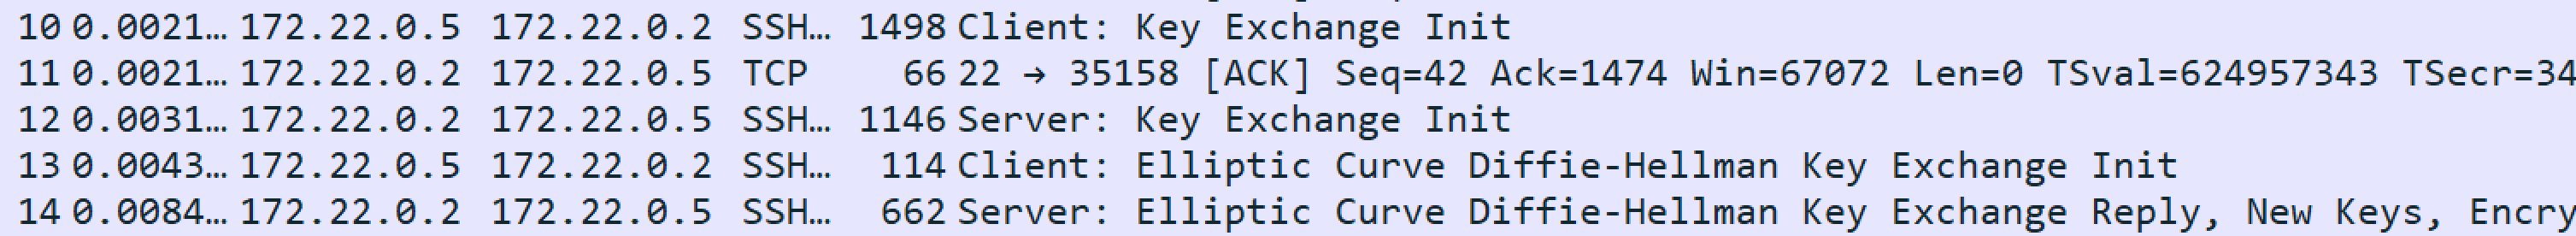 10 0.0021… 172.22.0.5 172.22.0.2 SSH… 1498 Client: Key Exchange Init
11 0.0021… 172.22.0.2 172.22.0.5 TCP 66 22 → 35158 [ACK] Seq=42 Ack=1474 Win=67072 Len=0 TSval=624957343 TSecr=34
12 0.0031… 172.22.0.2 172.22.0.5 SSH… 1146 Server: Key Exchange Init
13 0.0043… 172.22.0.5 172.22.0.2 SSH… 114 Client: Elliptic Curve Diffie-Hellman Key Exchange Init
14 0.0084… 172.22.0.2 172.22.0.5 SSH… 662 Server: Elliptic Curve Diffie-Hellman Key Exchange Reply, New Keys, Encry